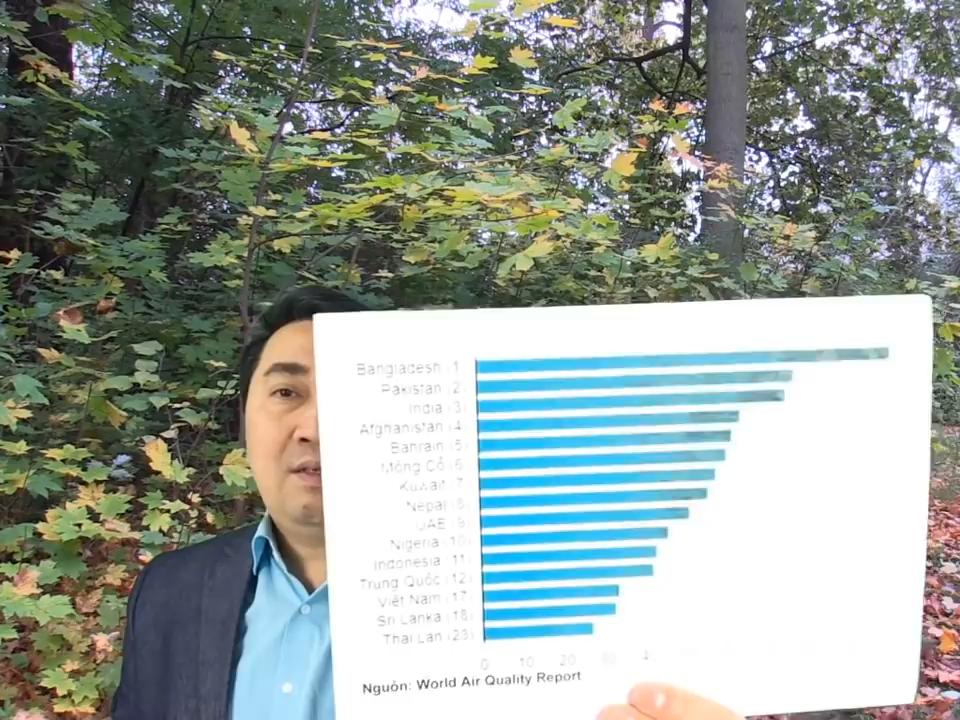 Bangladesh (1)
Pakistan (2)
India (3)
Afghanistan (4)
Bahrain (5)
Mông Cổ (6)
Kuwait (7)
Nepal (8)
UAE (9)
Nigeria (10)
Indonesia (11)
Trung Quốc (12)
Việt Nam (17)
Sri Lanka (18)
Thái Lan (23)
0 10 20 30
Nguồn: World Air Quality Report